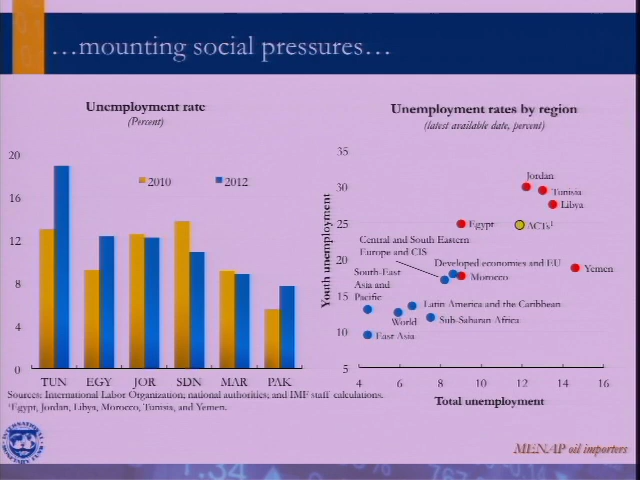 …mounting social pressures…
Unemployment rate
(Percent)
20
16
12
8
4
0
2010
2012
TUN EGY JOR SDN MAR PAK
Unemployment rates by region
(latest available date, percent)
Youth unemployment
35
30
25
20
15
10
5
Jordan
Tunisia
Libya
Egypt
ACTs¹
Central and South-Eastern
Europe and CIS
Developed economies and EU
Yemen
South-East
Asia and
Pacific
Morocco
Latin America and the Caribbean
World
Sub-Saharan Africa
East Asia
4 6 8 10 12 14 16
Total unemployment
Sources: International Labor Organization; national authorities; and IMF staff calculations.
¹Egypt, Jordan, Libya, Morocco, Tunisia, and Yemen.
MENAP oil importers
1.34